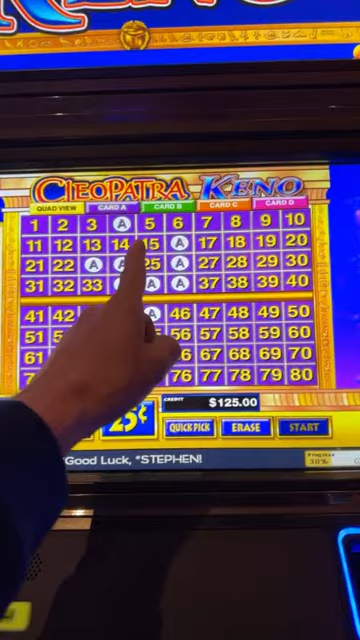 CLEOPATRA KENO
QUAD VIEW CARD A CARD B CARD C CARD D
1 2 3 A 5 6 7 8 9 10
11 12 13 14 15 A 17 18 19 20
21 22 A A 25 A 27 28 29 30
31 32 33 A A 37 38 39 40
41 42 A 46 47 48 49 50
51 56 57 58 59 60
61 66 67 68 69 70
76 77 78 79 80
25¢ CREDIT $125.00
QUICK PICK ERASE START
Good Luck, *STEPHEN!
30%